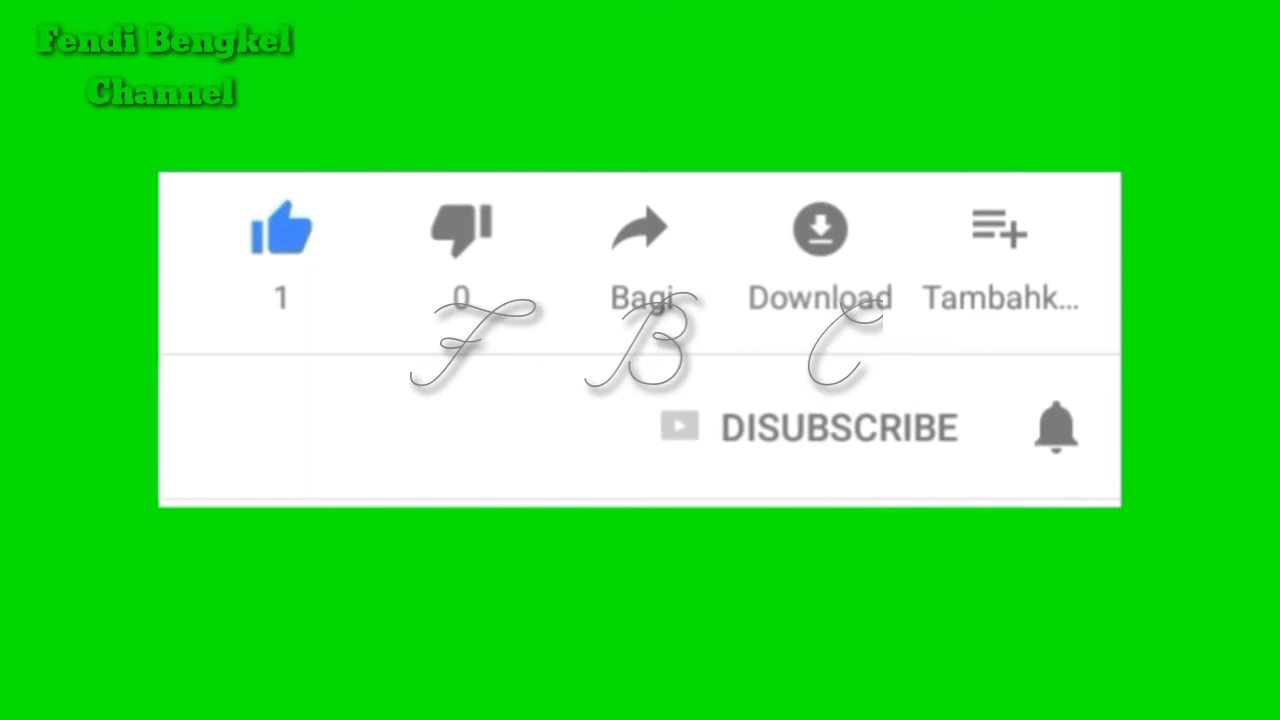 Fendi Bengkel
Channel
1 0 Bagi Download Tambahk...
F B C
DISUBSCRIBE